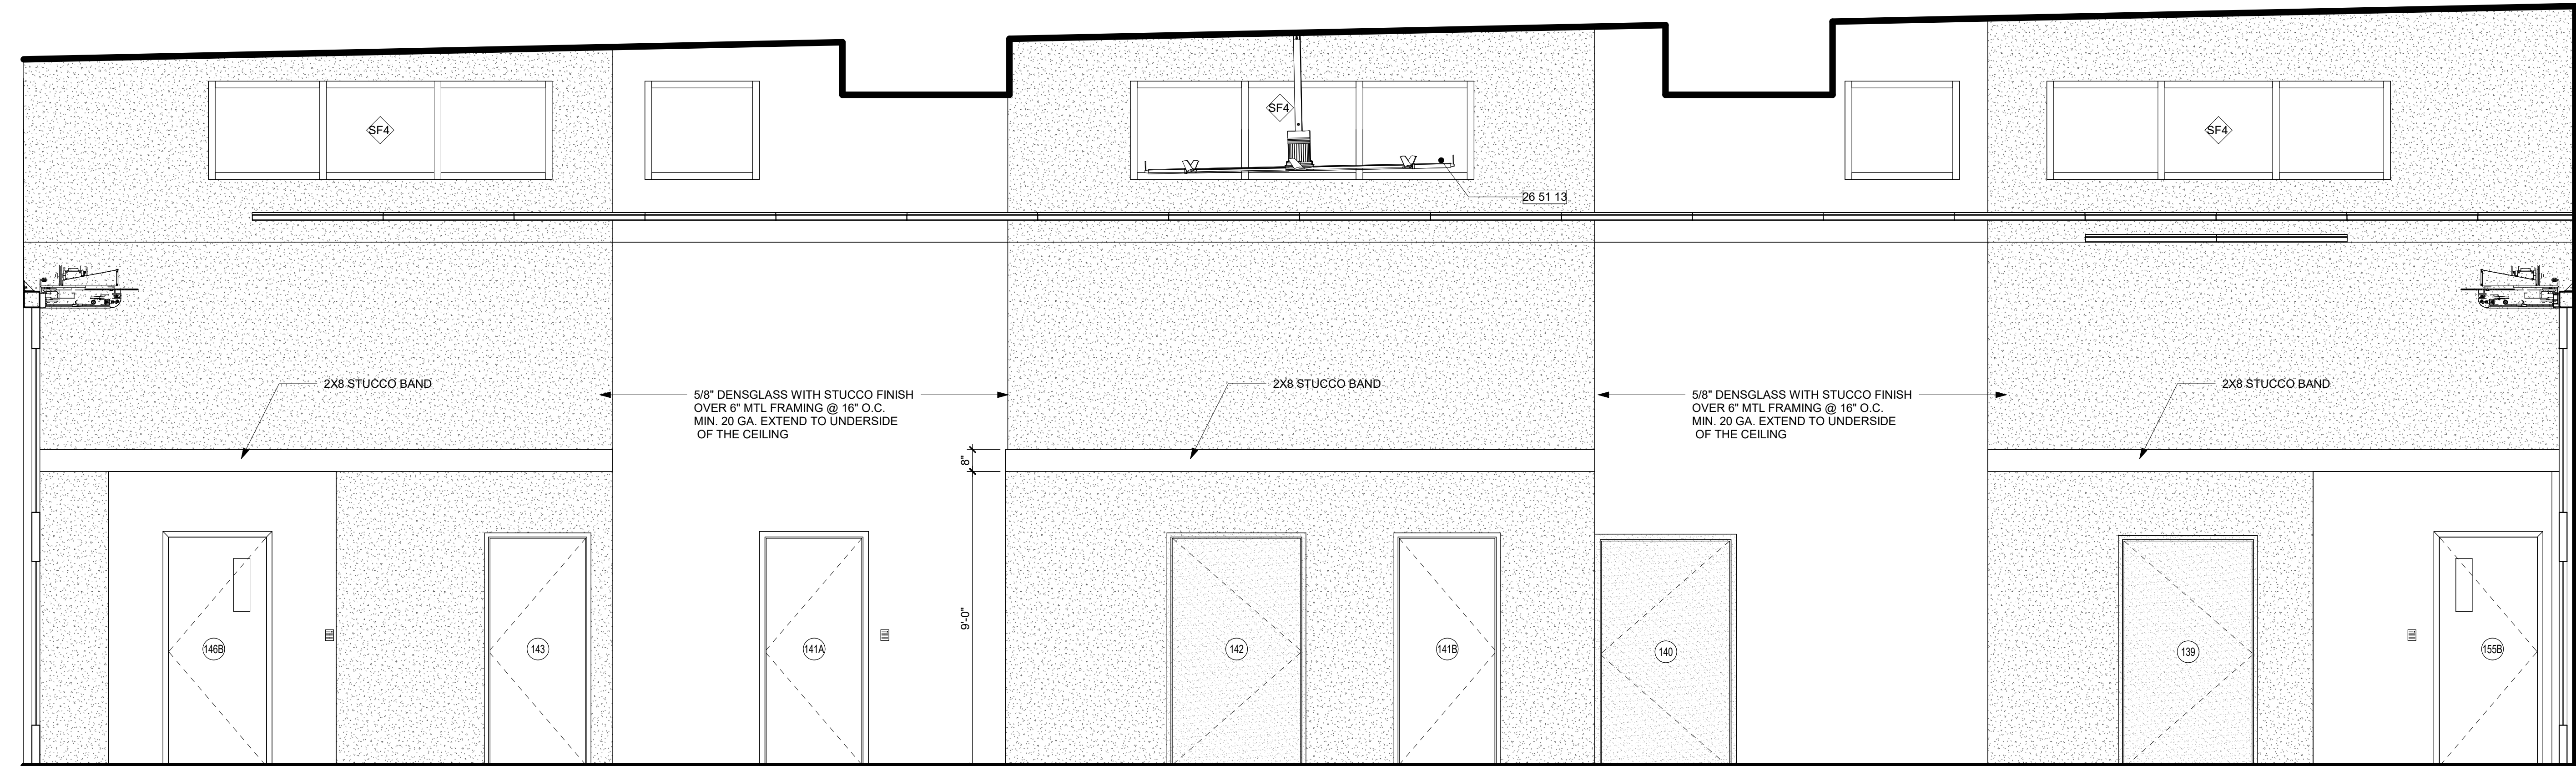 SF4
SF4
SF4
26 51 13
2X8 STUCCO BAND
5/8" DENSGLASS WITH STUCCO FINISH
OVER 6" MTL FRAMING @ 16" O.C.
MIN. 20 GA. EXTEND TO UNDERSIDE
OF THE CEILING
2X8 STUCCO BAND
5/8" DENSGLASS WITH STUCCO FINISH
OVER 6" MTL FRAMING @ 16" O.C.
MIN. 20 GA. EXTEND TO UNDERSIDE
OF THE CEILING
2X8 STUCCO BAND
8"
9'-0"
146B
143
141A
142
141B
140
139
155B